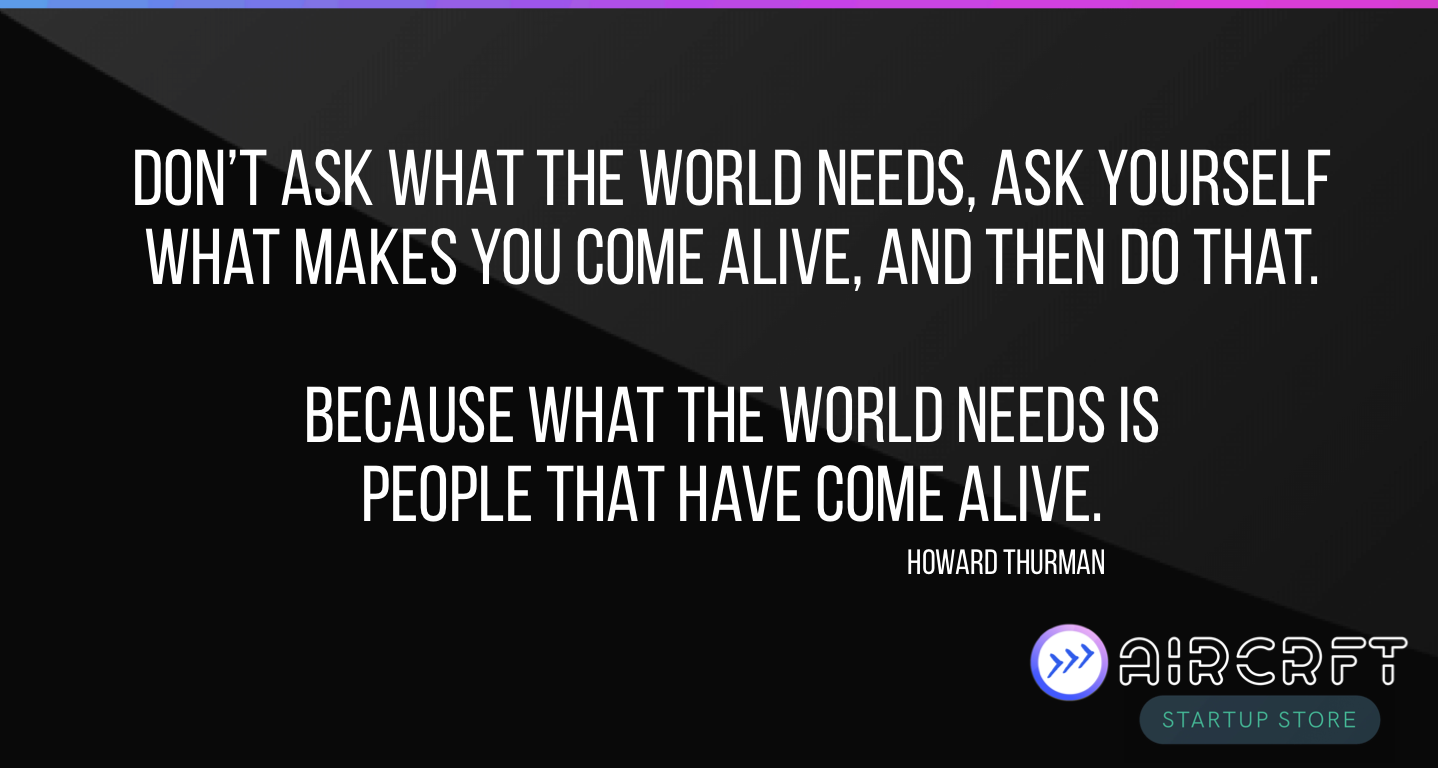 DON’T ASK WHAT THE WORLD NEEDS, ASK YOURSELF
WHAT MAKES YOU COME ALIVE, AND THEN DO THAT.
BECAUSE WHAT THE WORLD NEEDS IS
PEOPLE THAT HAVE COME ALIVE.
HOWARD THURMAN
AIRCRFT
STARTUP STORE